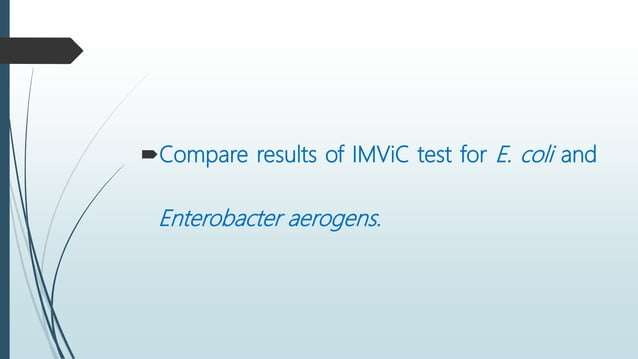 Compare results of IMViC test for E. coli and
Enterobacter aerogens.